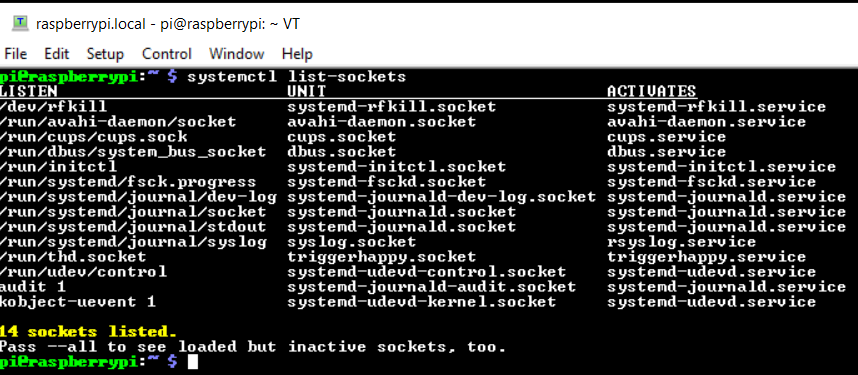 raspberrypi.local - pi@raspberrypi: ~ VT
File Edit Setup Control Window Help
pi@raspberrypi:~ $ systemctl list-sockets
LISTEN UNIT ACTIVATES
/dev/rfkill systemd-rfkill.socket systemd-rfkill.service
/run/avahi-daemon/socket avahi-daemon.socket avahi-daemon.service
/run/cups/cups.sock cups.socket cups.service
/run/dbus/system_bus_socket dbus.socket dbus.service
/run/initctl systemd-initctl.socket systemd-initctl.service
/run/systemd/fsck.progress systemd-fsckd.socket systemd-fsckd.service
/run/systemd/journal/dev-log systemd-journald-dev-log.socket systemd-journald.service
/run/systemd/journal/socket systemd-journald.socket systemd-journald.service
/run/systemd/journal/stdout systemd-journald.socket systemd-journald.service
/run/systemd/journal/syslog syslog.socket rsyslog.service
/run/thd.socket triggerhappy.socket triggerhappy.service
/run/udev/control systemd-udevd-control.socket systemd-udevd.service
audit 1 systemd-journald-audit.socket systemd-journald.service
kobject-uevent 1 systemd-udevd-kernel.socket systemd-udevd.service
14 sockets listed.
Pass --all to see loaded but inactive sockets, too.
pi@raspberrypi:~ $